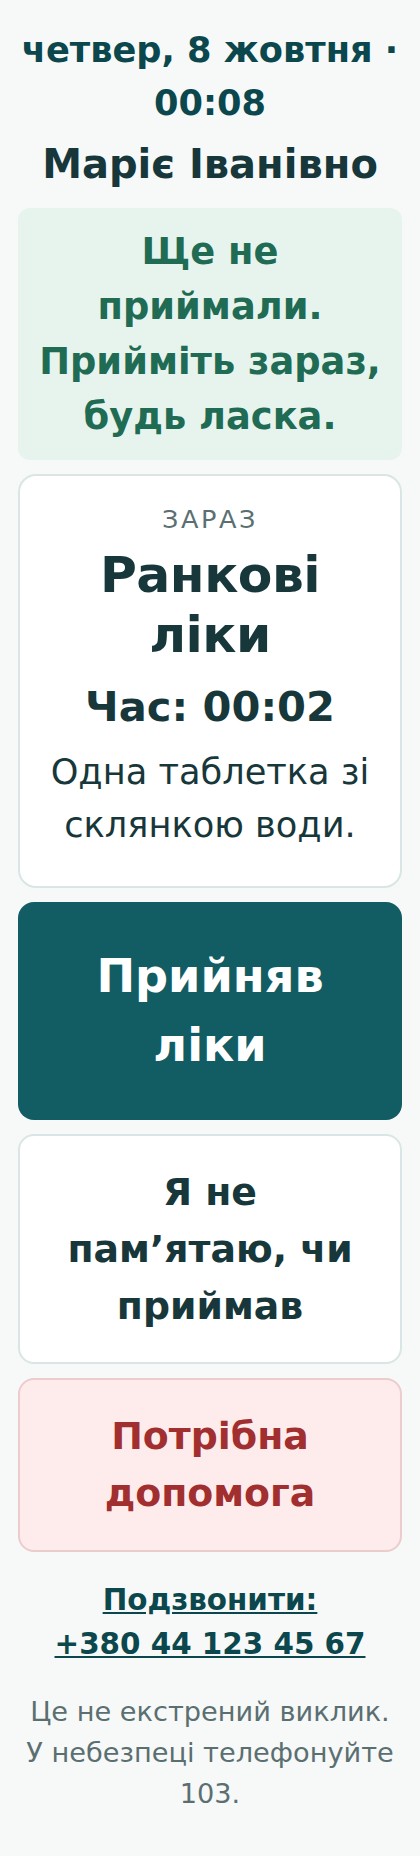 четвер, 8 жовтня ·
00:08
Маріє Іванівно
Ще не
приймали.
Прийміть зараз,
будь ласка.
ЗАРАЗ
Ранкові
ліки
Час: 00:02
Одна таблетка зі
склянкою води.
Прийняв
ліки
Я не
пам’ятаю, чи
приймав
Потрібна
допомога
Подзвонити:
+380 44 123 45 67
Це не екстрений виклик.
У небезпеці телефонуйте
103.